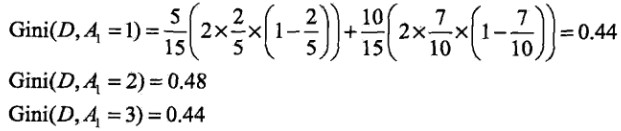 Gini(D, A₁ = 1) = 5/15 (2 × 2/5 × (1 − 2/5)) + 10/15 (2 × 7/10 × (1 − 7/10)) = 0.44
Gini(D, A₁ = 2) = 0.48
Gini(D, A₁ = 3) = 0.44